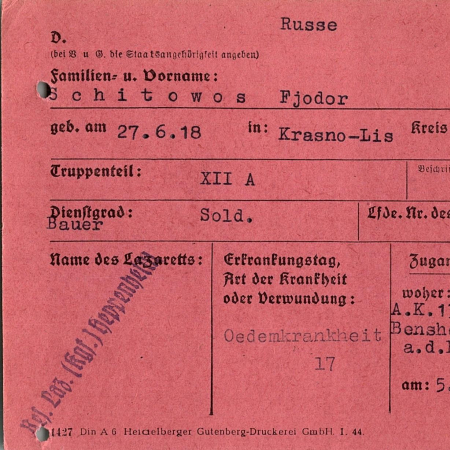 Russe
D.
(bei V u G. die Staatsangehörigkeit angeben)
Familien- u. Vorname:
Schitowos Fjodor
geb. am 27.6.18 in: Krasno-Lis Kreis
Truppenteil: XII A
Dienstgrad: Sold. Lfde. Nr. des
Bauer
Name des Lazaretts:
Erkrankungstag,
Art der Krankheit
oder Verwundung:
Oedemkrankheit
17
Zugan
woher:
A.K. 1
Bensh
a.d.
am: 5.
Res. Laz. (Kgf.) Heppenheim
1427 Din A 6 Heidelberger Gutenberg-Druckerei GmbH. I. 44.